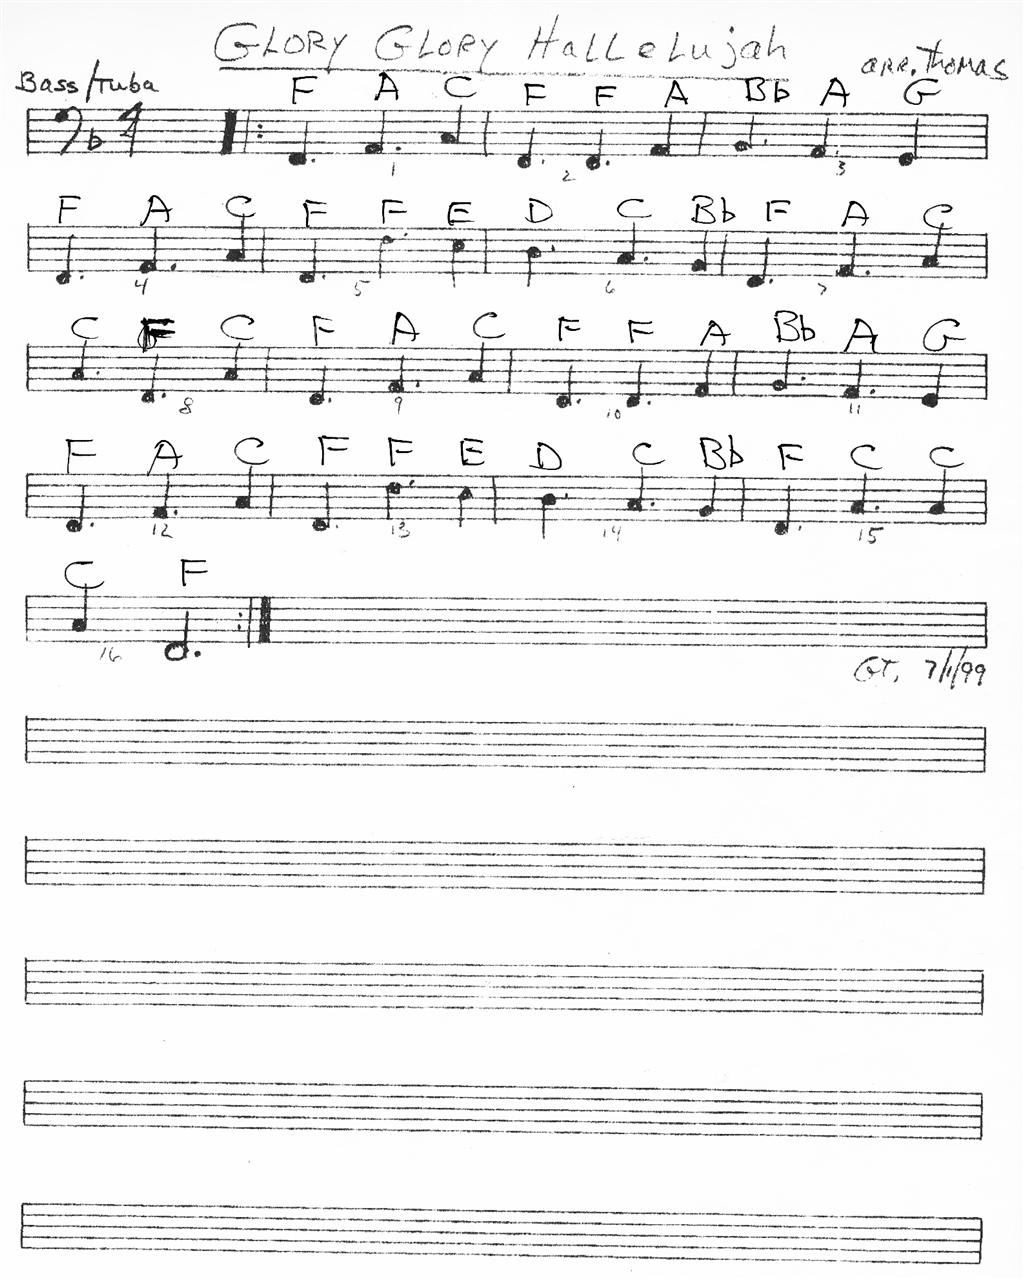 GLORY GLORY HALLELujah
Bass/Tuba
arr. Thomas
F A C F F A Bb A G
1 2 3
F A C F F E D C Bb F A C
4 5 6 7
C F C F A C F F A Bb A G
8 9 10 11
F A C F F E D C Bb F C C
12 13 14 15
C F
16
GT, 7/1/99